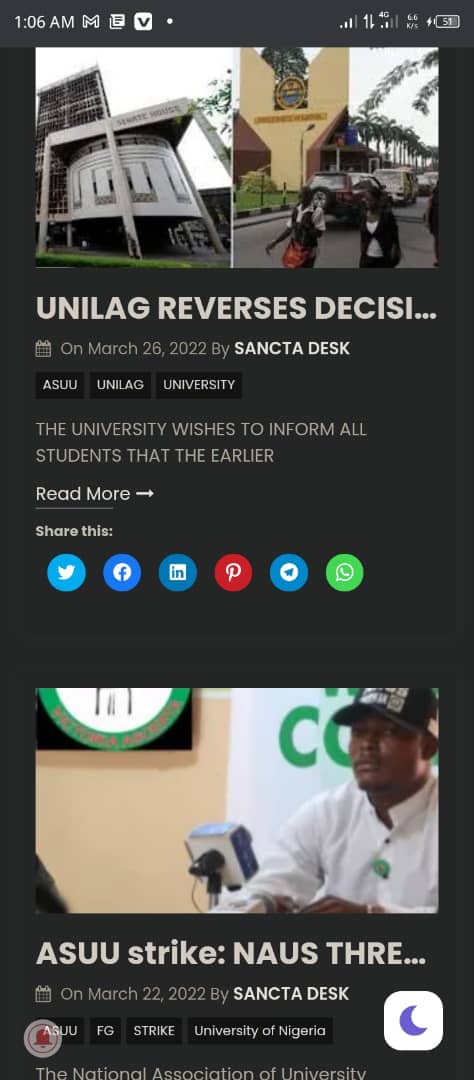 1:06 AM
4G
6.6
K/s
51
SENATE HOUSE
UNILAG REVERSES DECISI...
On March 26, 2022 By SANCTA DESK
ASUU UNILAG UNIVERSITY
THE UNIVERSITY WISHES TO INFORM ALL
STUDENTS THAT THE EARLIER
Read More →
Share this:
CO
ASUU strike: NAUS THRE...
On March 22, 2022 By SANCTA DESK
ASUU FG STRIKE University of Nigeria
The National Association of University